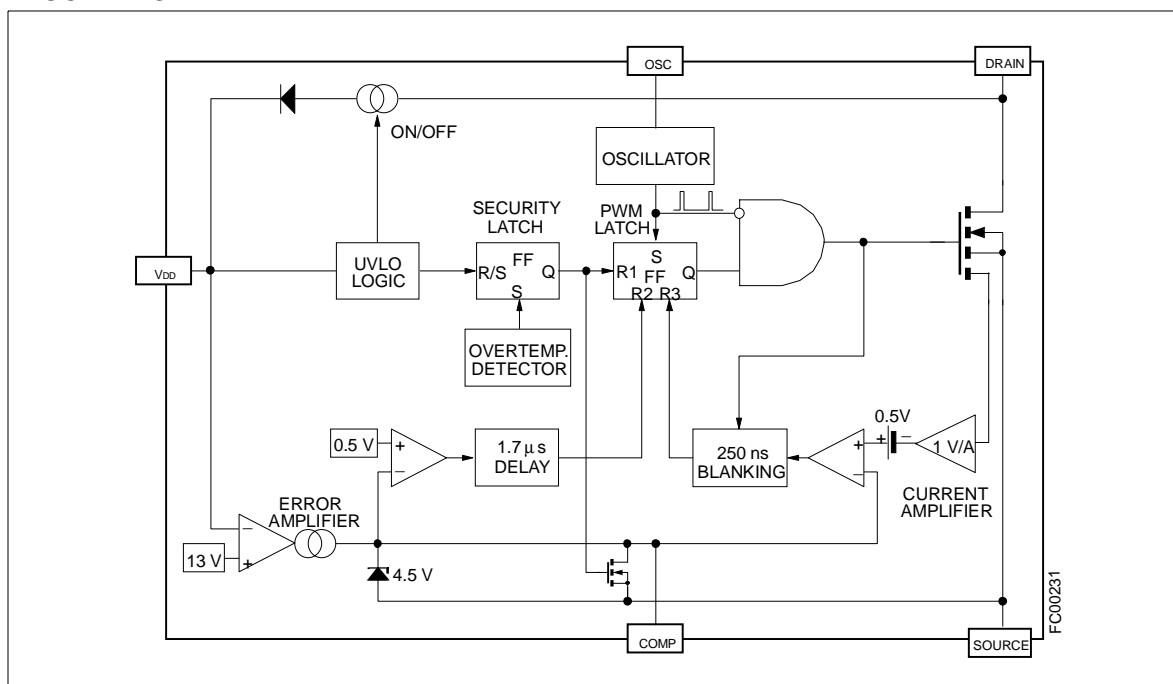 OSC
DRAIN
ON/OFF
OSCILLATOR
SECURITY
LATCH
PWM
LATCH
VDD
UVLO
LOGIC
R/S
FF
Q
S
R1
S
FF
Q
R2 R3
OVERTEMP.
DETECTOR
0.5 V
+
–
1.7 μs
DELAY
250 ns
BLANKING
+
–
0.5V
+ –
1 V/A
CURRENT
AMPLIFIER
ERROR
AMPLIFIER
–
+
13 V
4.5 V
COMP
SOURCE
FC00231